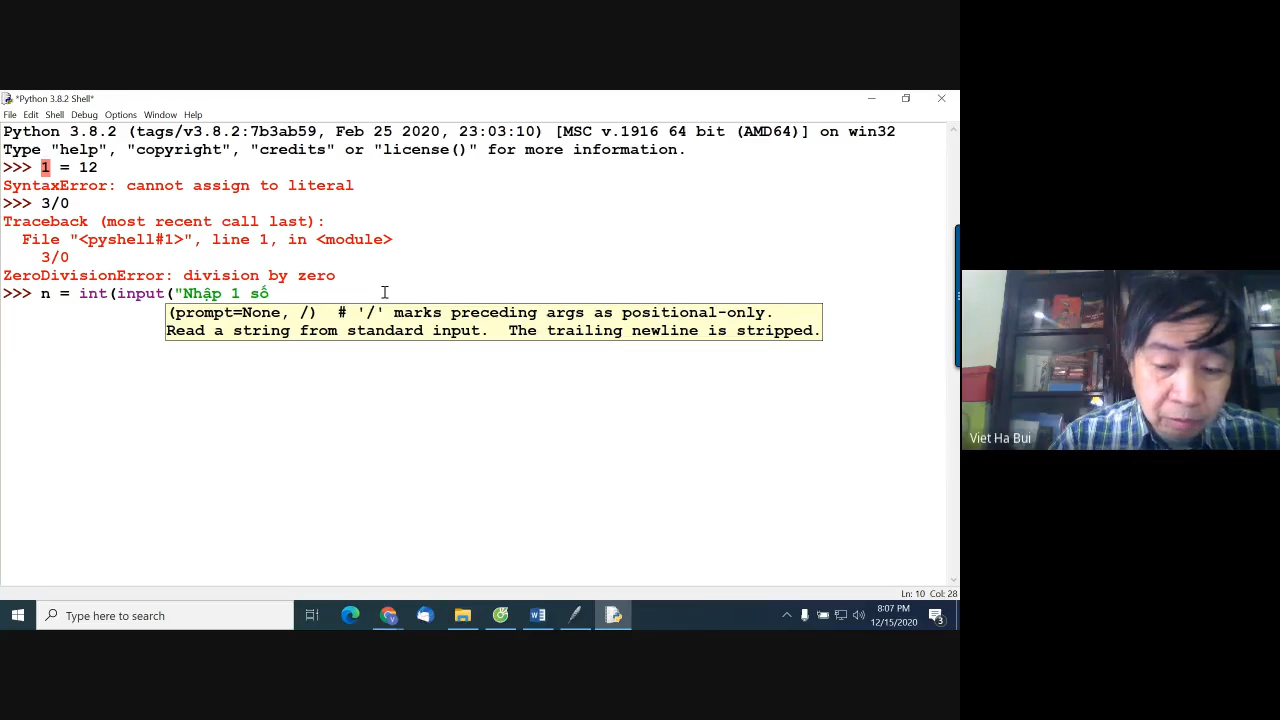 *Python 3.8.2 Shell*
File Edit Shell Debug Options Window Help
Python 3.8.2 (tags/v3.8.2:7b3ab59, Feb 25 2020, 23:03:10) [MSC v.1916 64 bit (AMD64)] on win32
Type "help", "copyright", "credits" or "license()" for more information.
>>> 1 = 12
SyntaxError: cannot assign to literal
>>> 3/0
Traceback (most recent call last):
  File "<pyshell#1>", line 1, in <module>
    3/0
ZeroDivisionError: division by zero
>>> n = int(input("Nhập 1 số
(prompt=None, /)  # '/' marks preceding args as positional-only.
Read a string from standard input.  The trailing newline is stripped.
Viet Ha Bui
Ln: 10 Col: 28
Type here to search
8:07 PM
12/15/2020
3